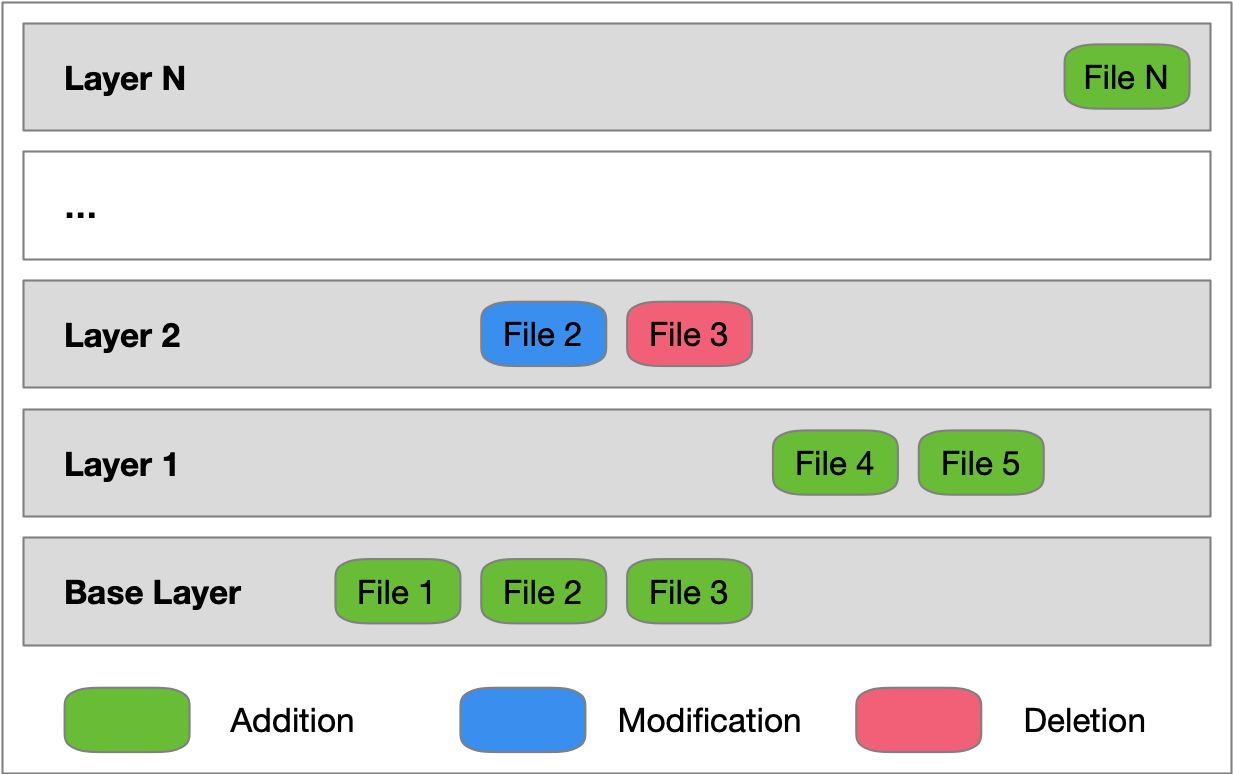 Layer N File N
...
Layer 2 File 2 File 3
Layer 1 File 4 File 5
Base Layer File 1 File 2 File 3
Addition Modification Deletion